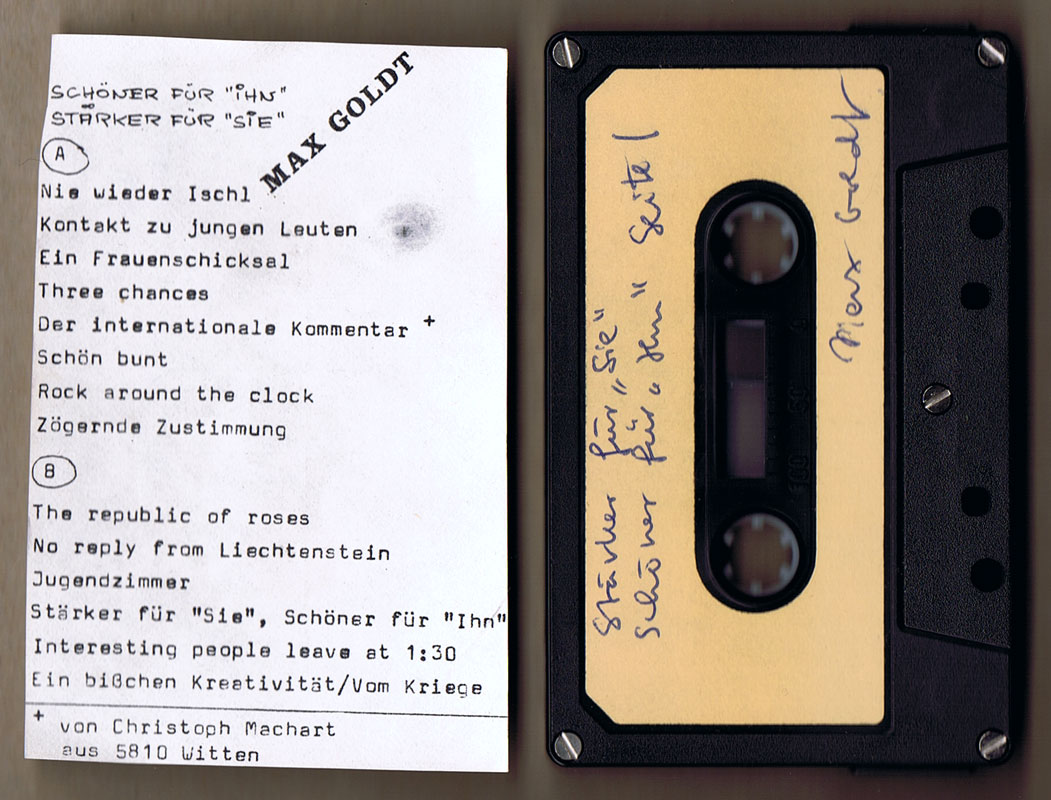 SCHÖNER FÜR "IHN"
STÄRKER FÜR "SIE"
MAX GOLDT
A
Nie wieder Ischl
Kontakt zu jungen Leuten
Ein Frauenschicksal
Three chances
Der internationale Kommentar +
Schön bunt
Rock around the clock
Zögernde Zustimmung
B
The republic of roses
No reply from Liechtenstein
Jugendzimmer
Stärker für "Sie", Schöner für "Ihn"
Interesting people leave at 1:30
Ein bißchen Kreativität/Vom Kriege
+ von Christoph Machart
aus 5810 Witten
Stärker für „Sie"
Schöner für „Ihn" Seite 1
Max Goldt
100 50 0